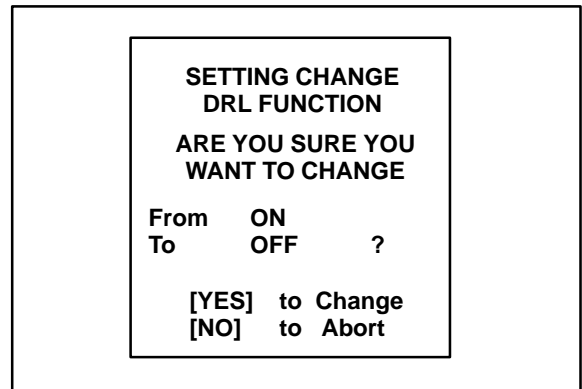 SETTING CHANGE
DRL FUNCTION
ARE YOU SURE YOU
WANT TO CHANGE
From ON
To OFF ?
[YES] to Change
[NO] to Abort